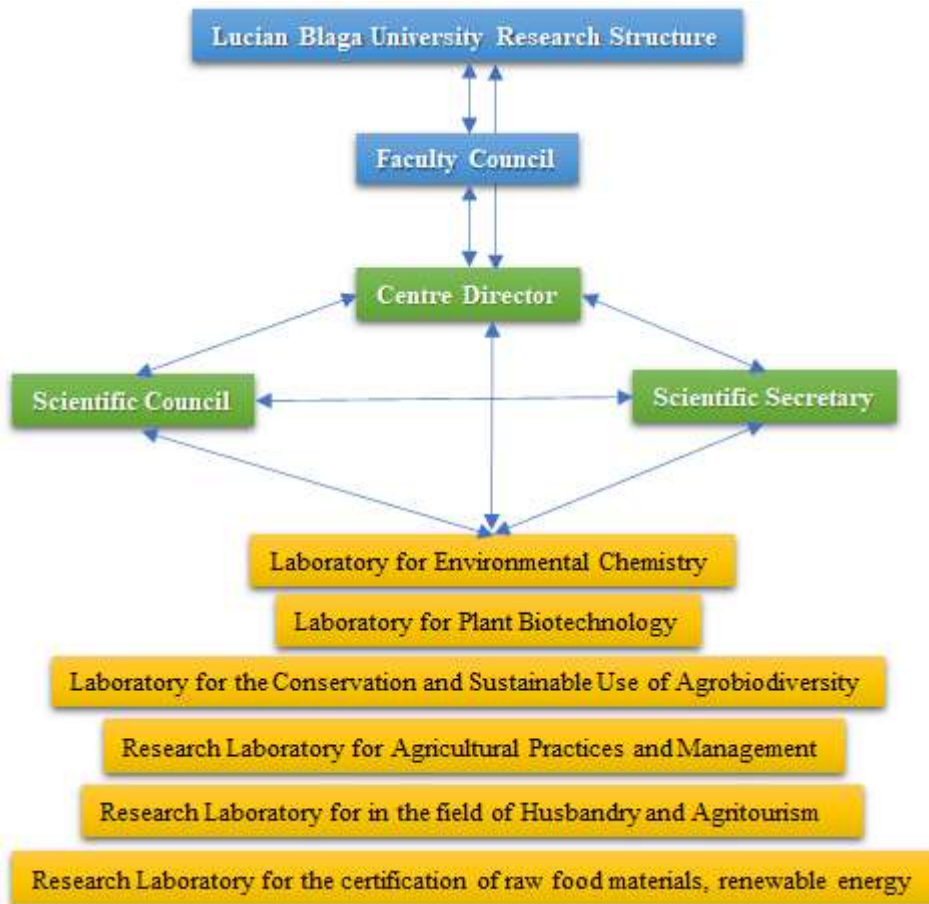 Lucian Blaga University Research Structure
Faculty Council
Centre Director
Scientific Council
Scientific Secretary
Laboratory for Environmental Chemistry
Laboratory for Plant Biotechnology
Laboratory for the Conservation and Sustainable Use of Agrobiodiversity
Research Laboratory for Agricultural Practices and Management
Research Laboratory for in the field of Husbandry and Agritourism
Research Laboratory for the certification of raw food materials, renewable energy